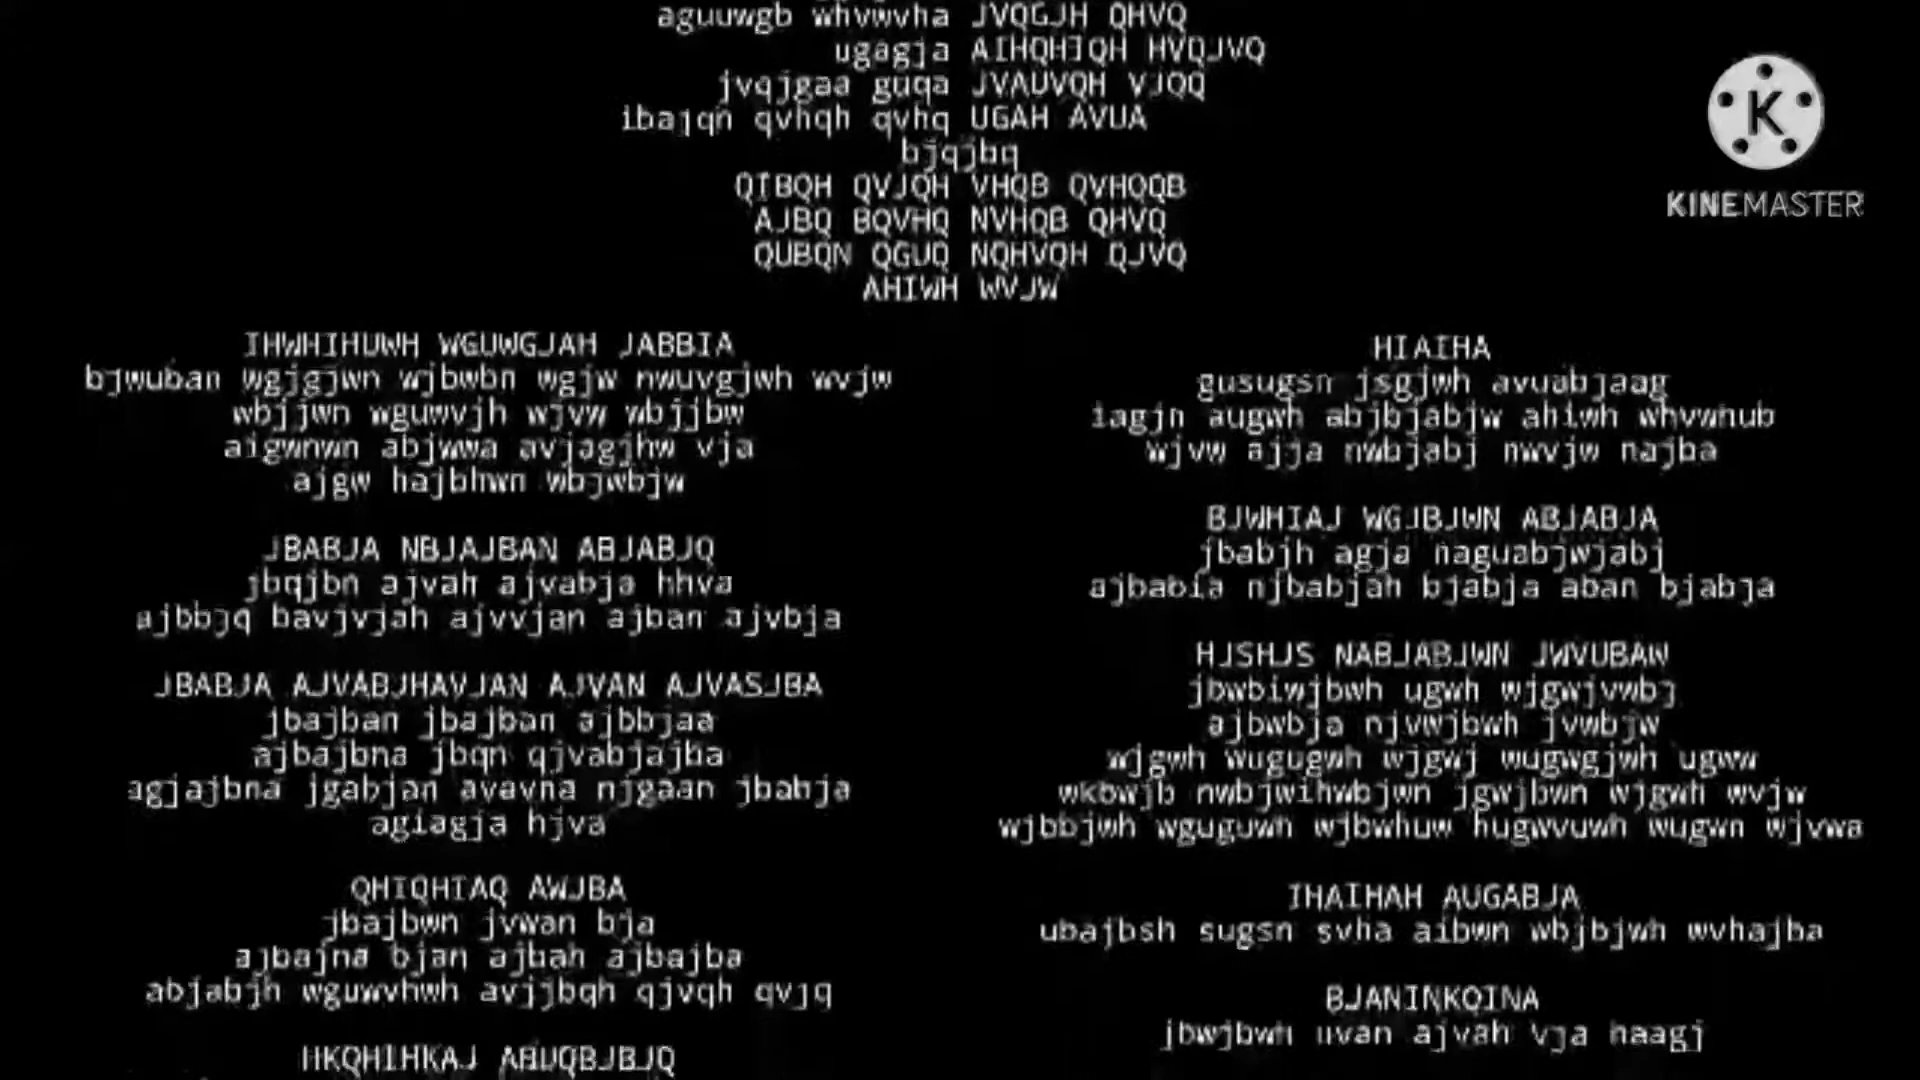 aguuwgb whvwvha JVQGJH QHVQ
ugagja AIHQHIQH HVQJVQ
jvqjgaa guqa JVAUVQH VJQQ
ibajqn qvhqh qvhq UGAH AVUA
bjqjbq
QIBQH QVJQH VHQB QVHQQB
AJBQ BQVHQ NVHQB QHVQ
QUBQN QGUQ NQHVQH QJVQ
AHIWH WVJW
K
KINEMASTER
IHWHIHUWH WGUWGJAH JABBIA
bjwuban wgjgjwn wjbwbn wgjw nwuvgjwh wvjw
wbjjwn wguwvjh wjvw wbjjbw
aigwnwn abjwwa avjagjhw vja
ajgw hajbhwn wbjwbjw
JBABJA NBJAJBAN ABJABJQ
jbqjbn ajvah ajvabja hhva
ajbbjq bavjvjah ajvvjan ajban ajvbja
JBABJA AJVABJHAVJAN AJVAN AJVASJBA
jbajban jbajban ajbbjaa
ajbajbna jbqn qjvabjajba
agjajbna jgabjan avavna njgaan jbabja
agiagja hjva
QHIQHIAQ AWJBA
jbajbwn jvwan bja
ajbajna bjan ajbah ajbajba
abjabjh wguwvhwh avjjbqh qjvqh qvjq
HKQHIHKAJ ABUQBJBJQ
HIAIHA
gusugsn jsgjwh avuabjaag
iagjn augwh abjbjabjw ahiwh whvwhub
wjvw ajja nwbjabj nwvjw najba
BJWHIAJ WGJBJWN ABJABJA
jbabjh agja naguabjwjabj
ajbabia njbabjah bjabja aban bjabja
HJSHJS NABJABJWN JWVUBAW
jbwbiwjbwh ugwh wjgwjvwbj
ajbwbja njvwjbwh jvwbjw
wjgwh wugugwh wjgwj wugwgjwh ugww
wkbwjb nwbjwihwbjwn jgwjbwn wjgwh wvjw
wjbbjwh wguguwh wjbwhuw hugwvuwh wugwn wjvwa
IHAIHAH AUGABJA
ubajbsh sugsn svha aibwn wbjbjwh wvhajba
BJANINKQINA
jbwjbwh uvan ajvah vja haagj